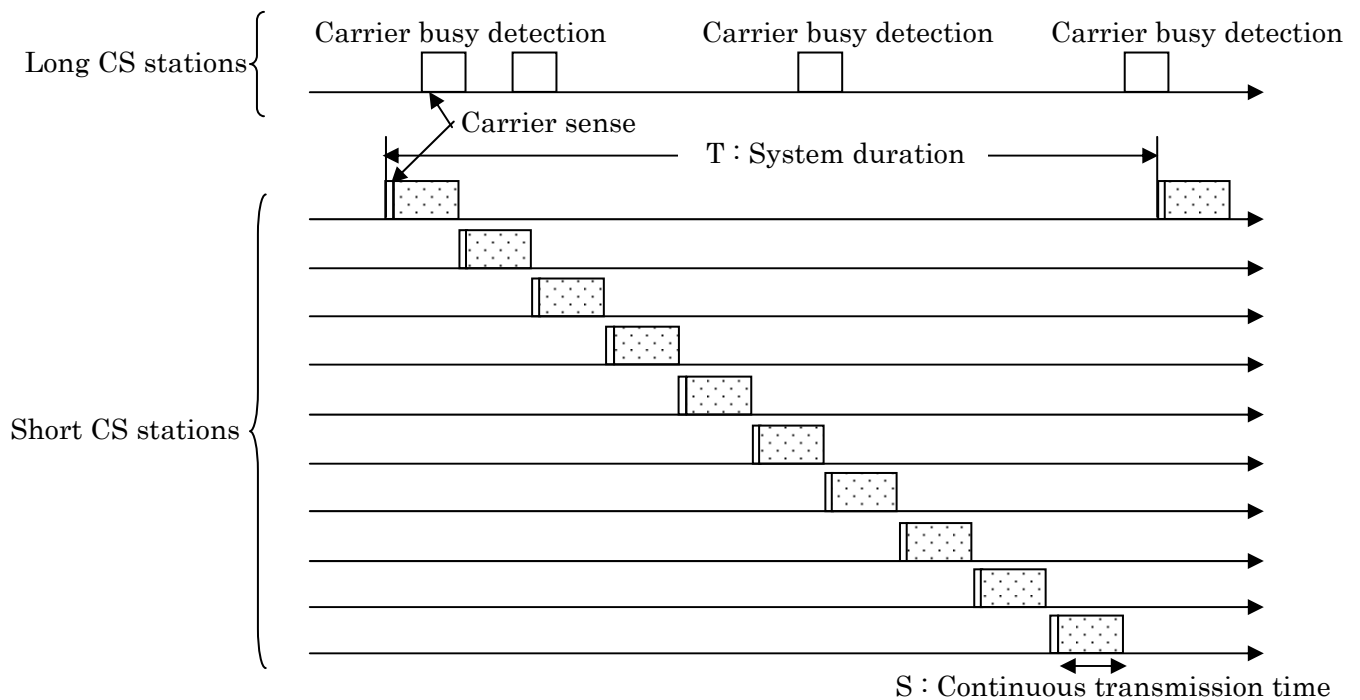 Carrier busy detection
Carrier busy detection
Carrier busy detection
Long CS stations
Carrier sense
T : System duration
Short CS stations
S : Continuous transmission time